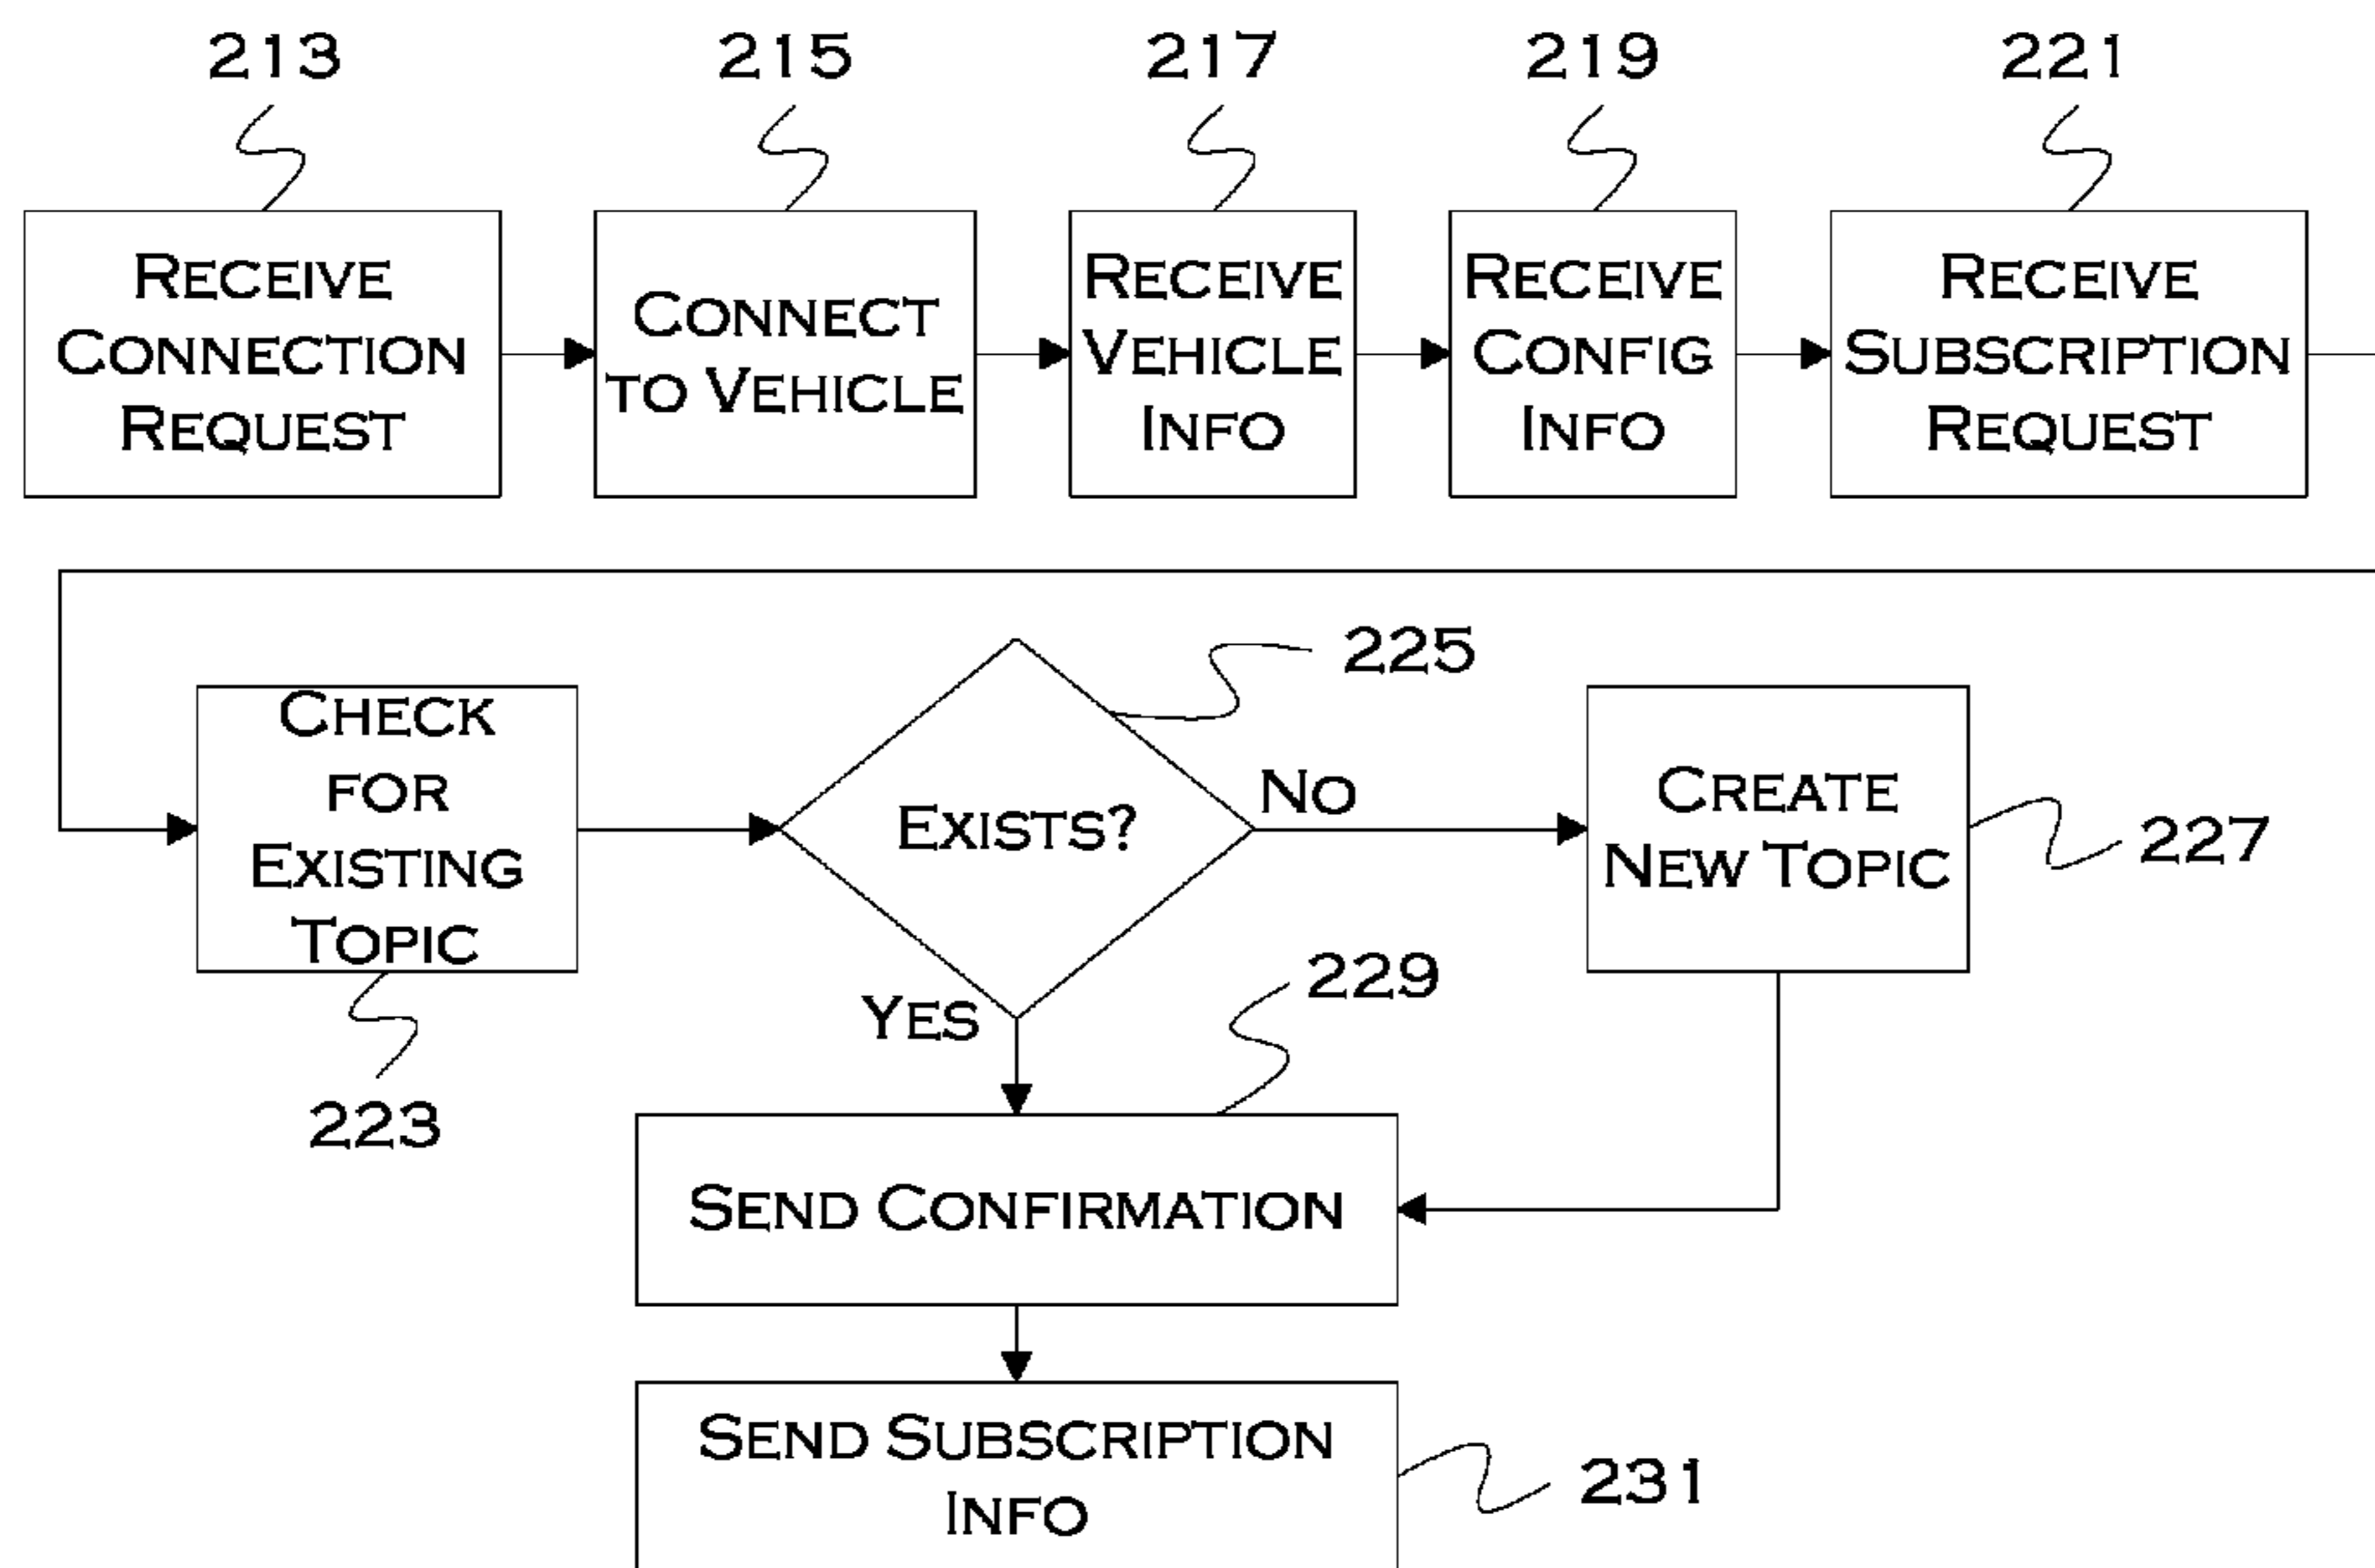 213
215
217
219
221
RECEIVE
CONNECTION
REQUEST
CONNECT
TO VEHICLE
RECEIVE
VEHICLE
INFO
RECEIVE
CONFIG
INFO
RECEIVE
SUBSCRIPTION
REQUEST
CHECK
FOR
EXISTING
TOPIC
223
EXISTS?
225
NO
YES
CREATE
NEW TOPIC
227
229
SEND CONFIRMATION
SEND SUBSCRIPTION
INFO
231